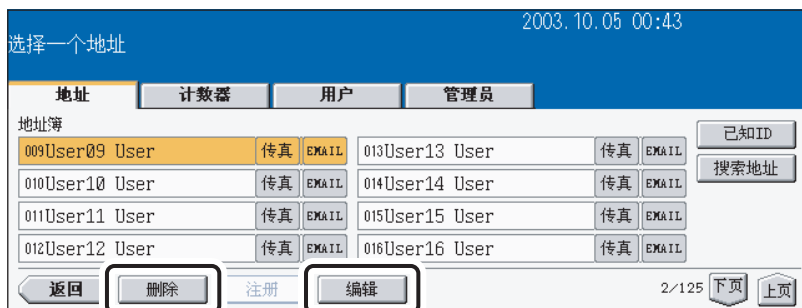 2003.10.05 00:43
选择一个地址
地址 计数器 用户 管理员
地址簿
已知ID
009User09 User 传真 EMAIL 013User13 User 传真 EMAIL
搜索地址
010User10 User 传真 EMAIL 014User14 User 传真 EMAIL
011User11 User 传真 EMAIL 015User15 User 传真 EMAIL
012User12 User 传真 EMAIL 016User16 User 传真 EMAIL
返回 删除 注册 编辑 2/125 下页 上页